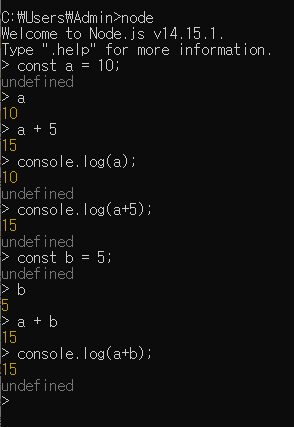 C:₩Users₩Admin>node
Welcome to Node.js v14.15.1.
Type ".help" for more information.
> const a = 10;
undefined
> a
10
> a + 5
15
> console.log(a);
10
undefined
> console.log(a+5);
15
undefined
> const b = 5;
undefined
> b
5
> a + b
15
> console.log(a+b);
15
undefined
>